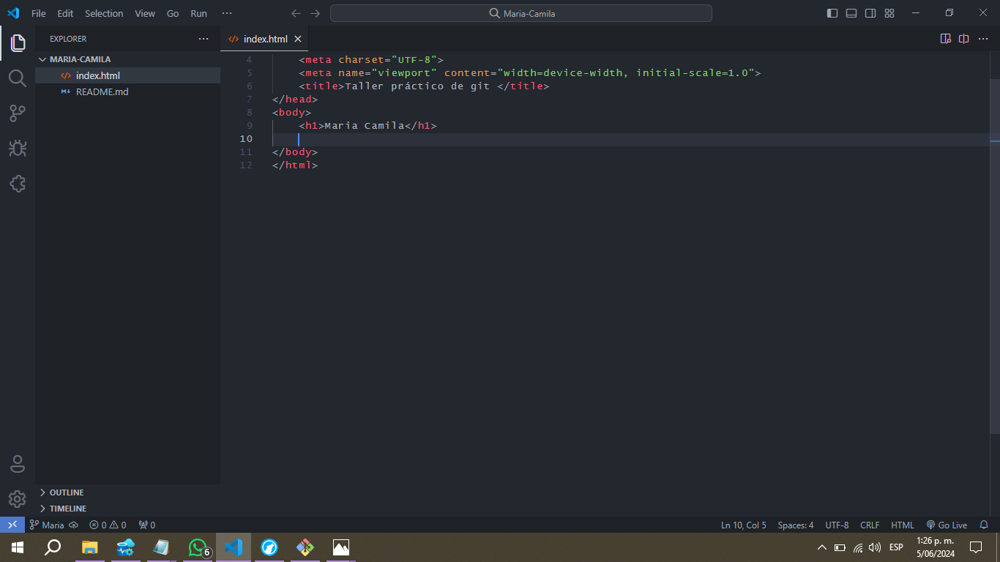 File Edit Selection View Go Run ···
Maria-Camila
EXPLORER ···
index.html
MARIA-CAMILA
index.html
README.md
4 <meta charset="UTF-8">
5 <meta name="viewport" content="width=device-width, initial-scale=1.0">
6 <title>Taller práctico de git </title>
7 </head>
8 <body>
9 <h1>Maria Camila</h1>
10
11 </body>
12 </html>
OUTLINE
TIMELINE
Maria 0 0 0 Ln 10, Col 5 Spaces: 4 UTF-8 CRLF HTML Go Live
6 ESP 1:26 p. m.
5/06/2024